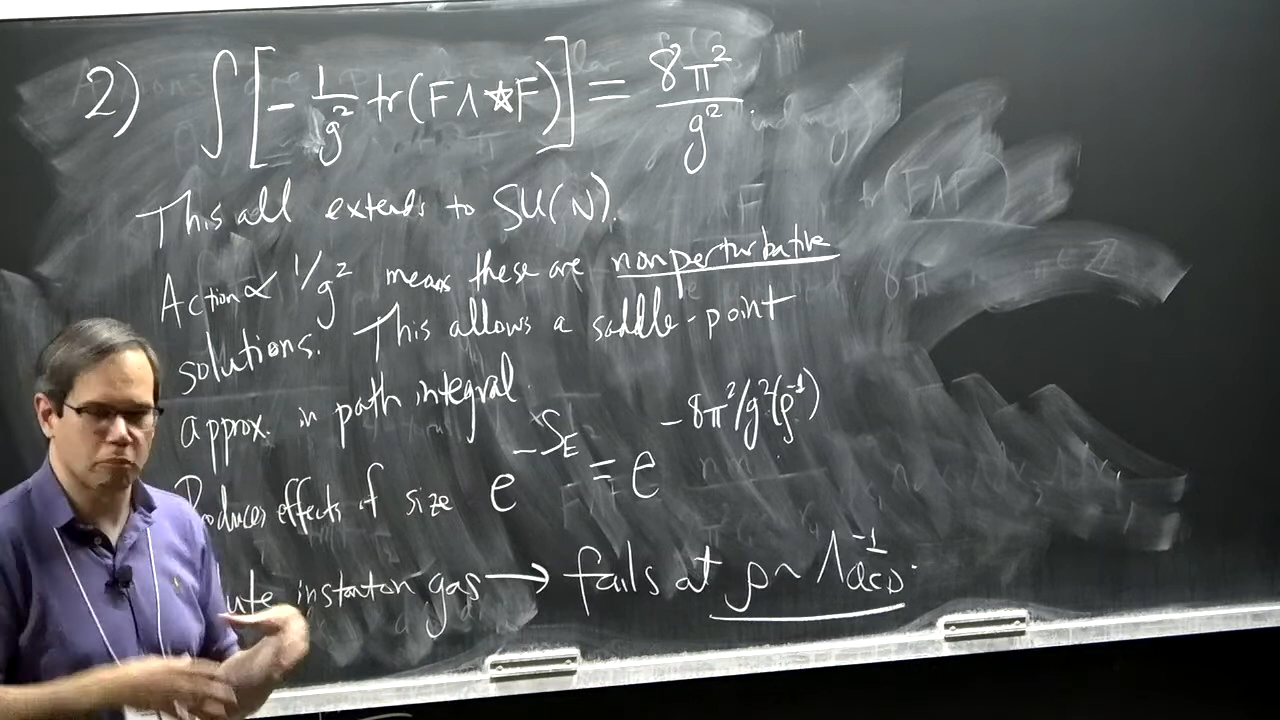 2) ∫[-1/g² tr(F∧★F)] = 8π²/g².
This all extends to SU(N).
Action ∝ 1/g² means these are nonperturbative
solutions. This allows a saddle-point
approx. in path integral.
Produces effects of size e^{-S_E} = e^{-8π²/g²(ρ⁻¹)}
instanton gas → fails at ρ ~ Λ_{QCD}^{-1}.